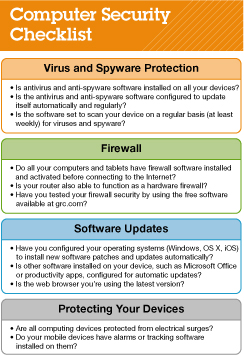 Computer Security
Checklist
Virus and Spyware Protection
• Is antivirus and anti-spyware software installed on all your devices?
• Is the antivirus and anti-spyware software configured to update
itself automatically and regularly?
• Is the software set to scan your device on a regular basis (at least
weekly) for viruses and spyware?
Firewall
• Do all your computers and tablets have firewall software installed
and activated before connecting to the Internet?
• Is your router also able to function as a hardware firewall?
• Have you tested your firewall security by using the free software
available at grc.com?
Software Updates
• Have you configured your operating systems (Windows, OS X, iOS)
to install new software patches and updates automatically?
• Is other software installed on your device, such as Microsoft Office
or productivity apps, configured for automatic updates?
• Is the web browser you're using the latest version?
Protecting Your Devices
• Are all computing devices protected from electrical surges?
• Do your mobile devices have alarms or tracking software
installed on them?